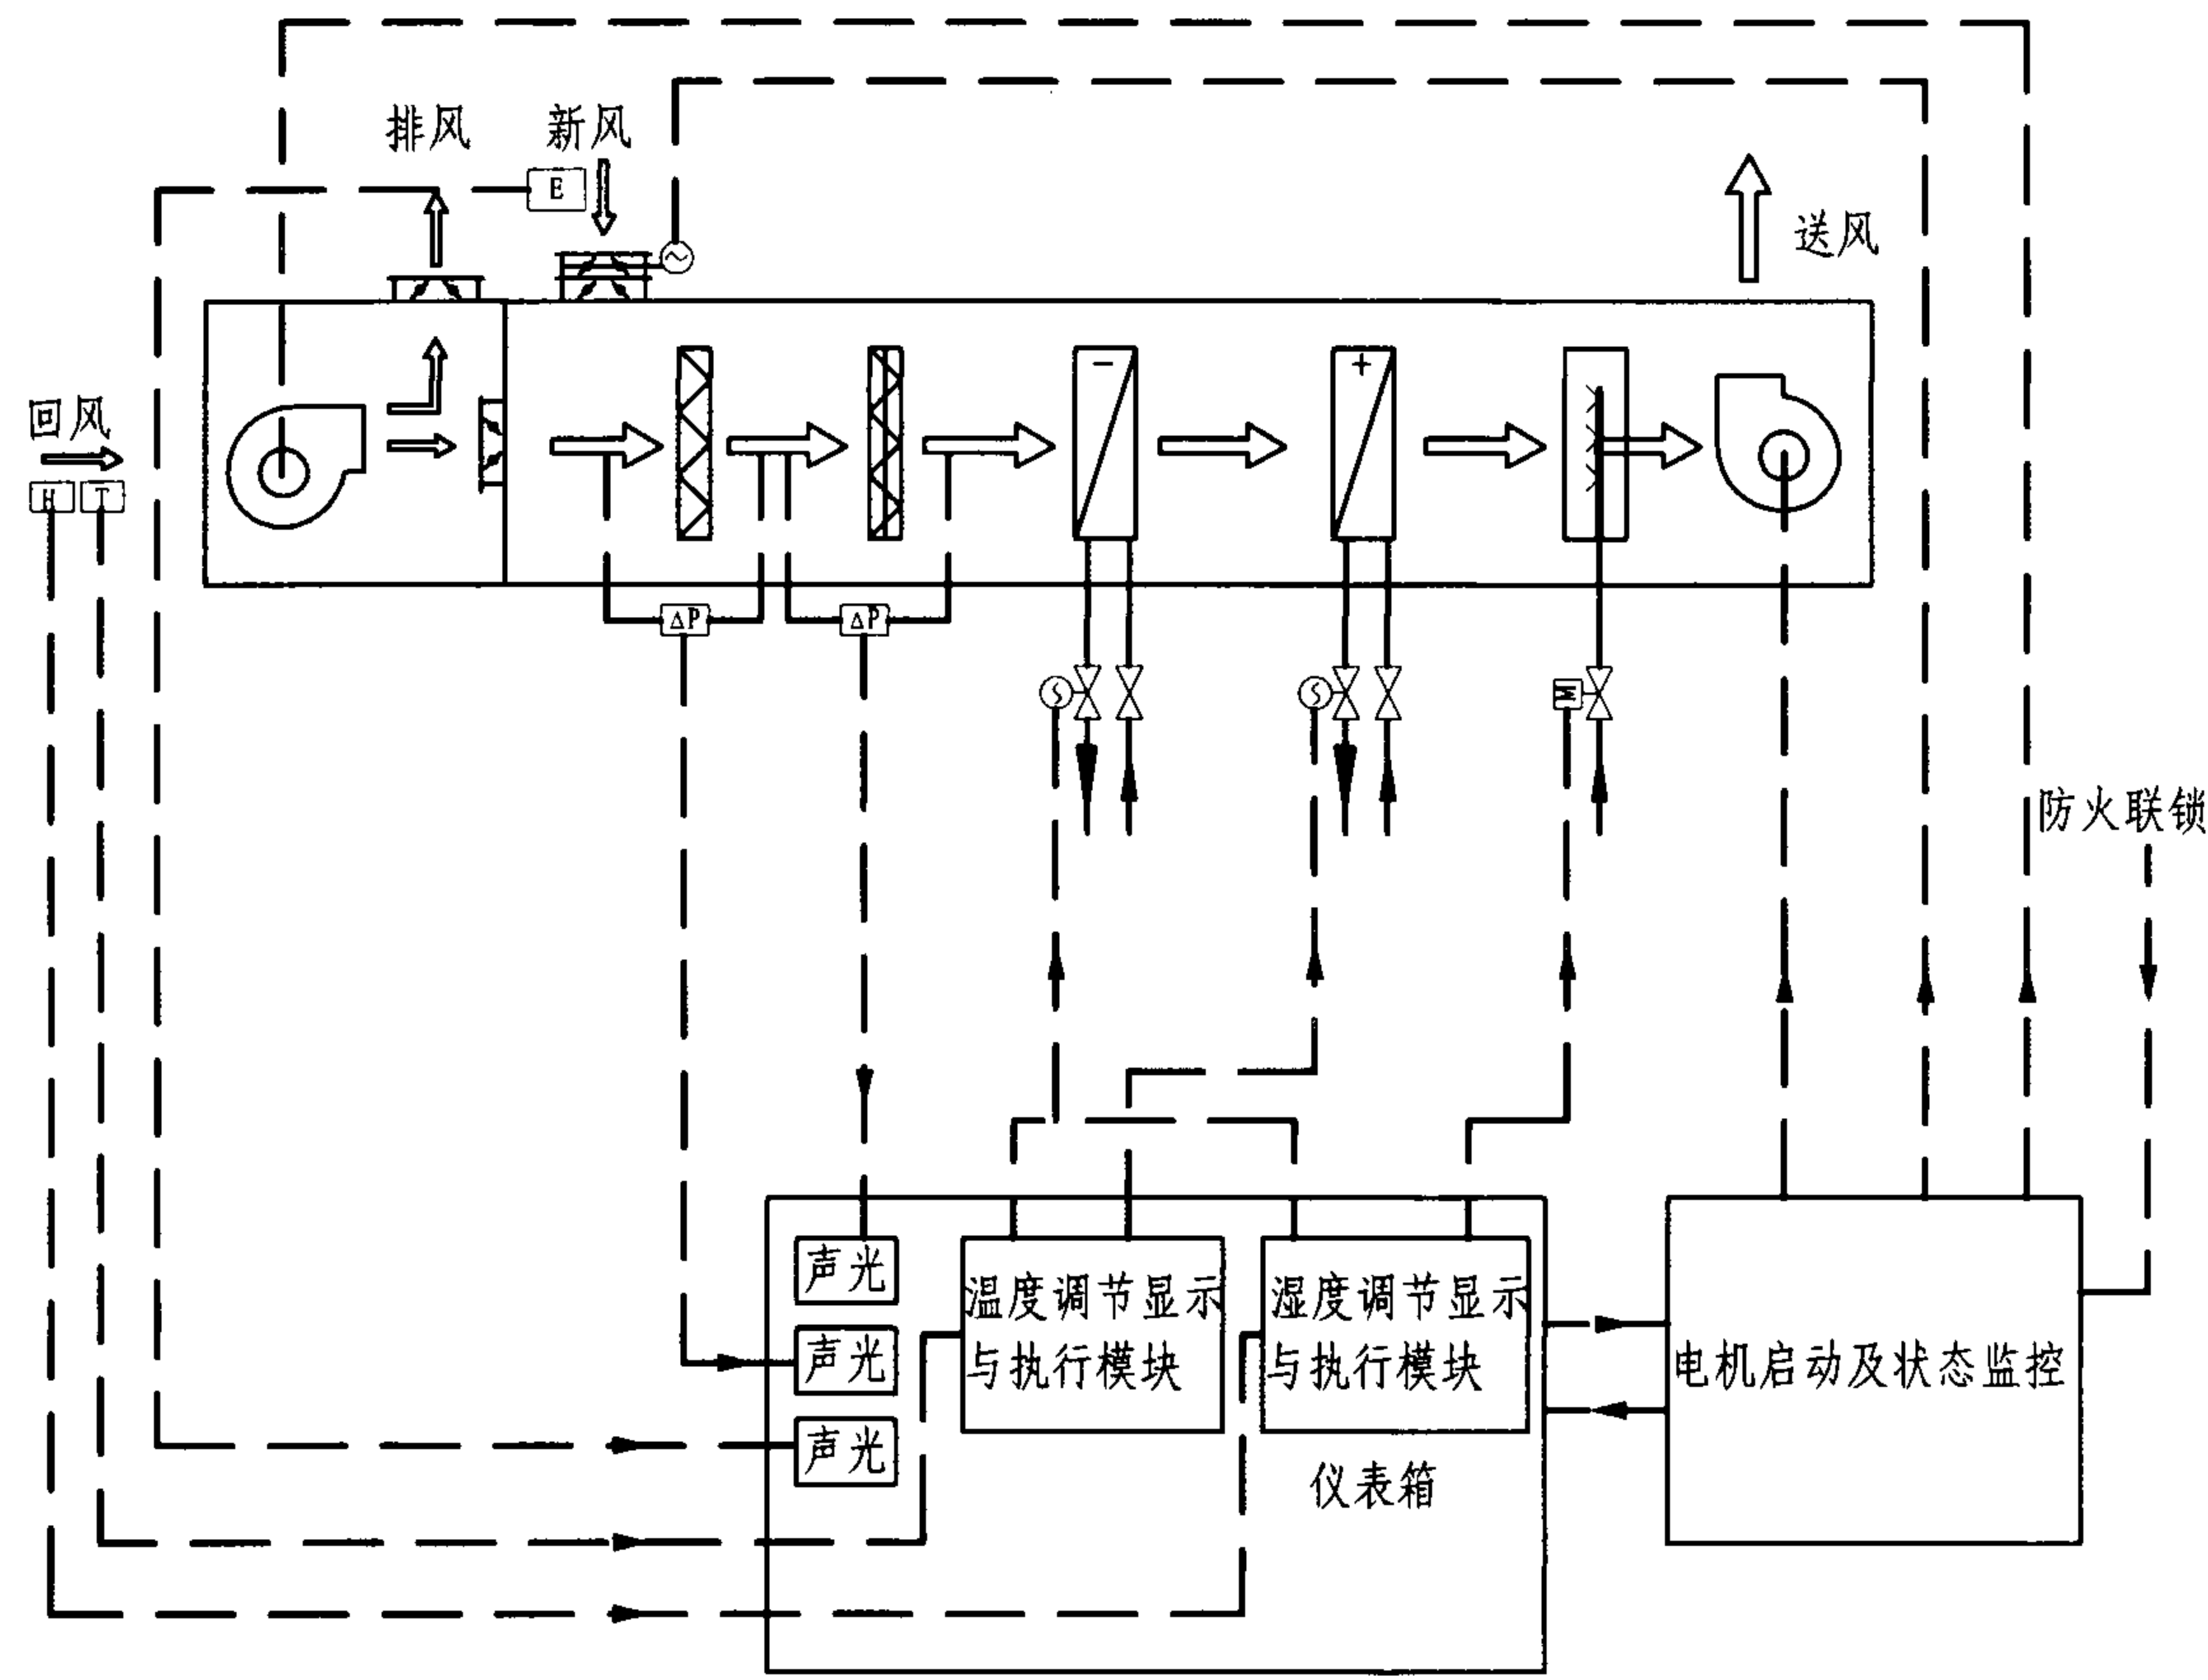 排风
新风
E
送风
回风
H
T
−
+
ΔP
ΔP
S
S
M
防火联锁
声光
声光
声光
温度调节显示
与执行模块
湿度调节显示
与执行模块
仪表箱
电机启动及状态监控